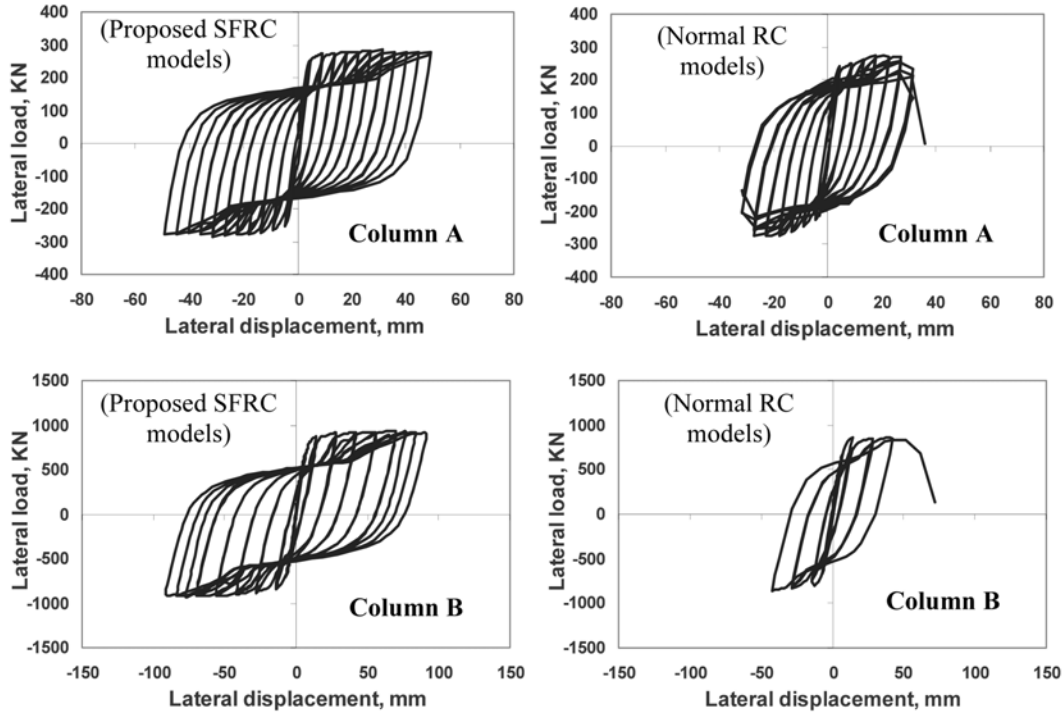 (Proposed SFRC
models)
Lateral load, KN
400
300
200
100
0
-100
-200
-300
-400
Column A
-80 -60 -40 -20 0 20 40 60 80
Lateral displacement, mm
(Normal RC
models)
Lateral load, KN
400
300
200
100
0
-100
-200
-300
-400
Column A
-80 -60 -40 -20 0 20 40 60 80
Lateral displacement, mm
(Proposed SFRC
models)
Lateral load, KN
1500
1000
500
0
-500
-1000
-1500
Column B
-150 -100 -50 0 50 100 150
Lateral displacement, mm
(Normal RC
models)
Lateral load, KN
1500
1000
500
0
-500
-1000
-1500
Column B
-150 -100 -50 0 50 100 150
Lateral displacement, mm